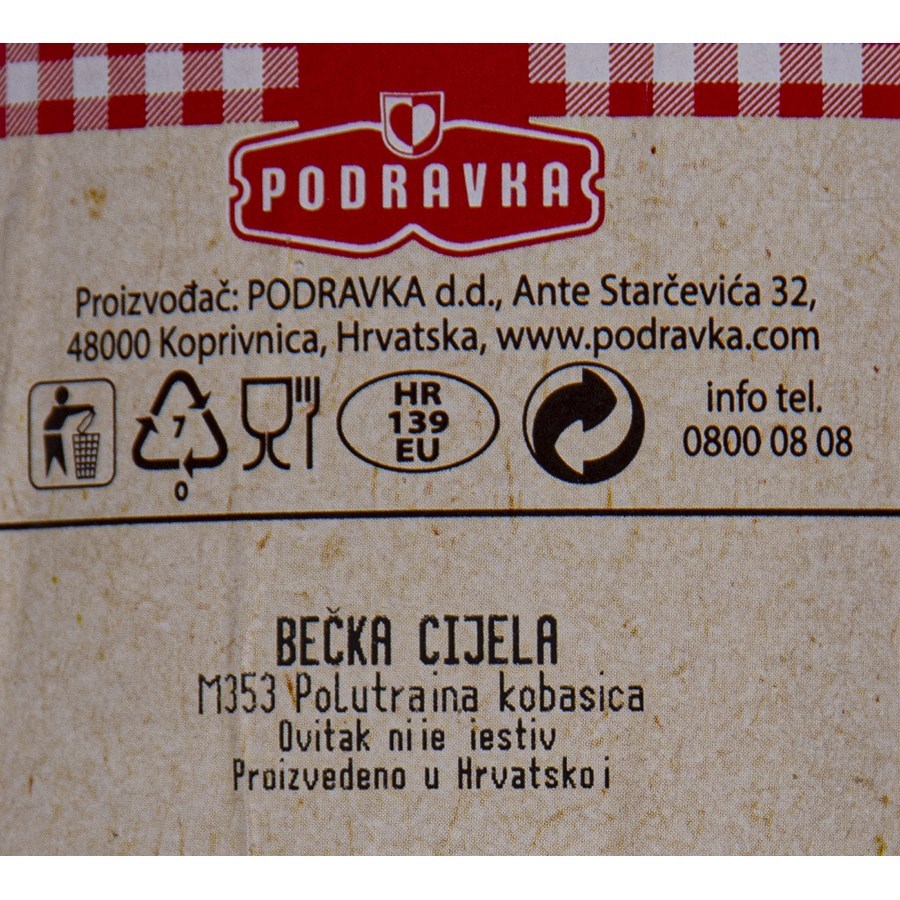 PODRAVKA
Proizvođač: PODRAVKA d.d., Ante Starčevića 32,
48000 Koprivnica, Hrvatska, www.podravka.com
7
O
HR
139
EU
info tel.
0800 08 08
BEČKA CIJELA
M353 Polutrajna kobasica
Ovitak nije jestiv
Proizvedeno u Hrvatskoj